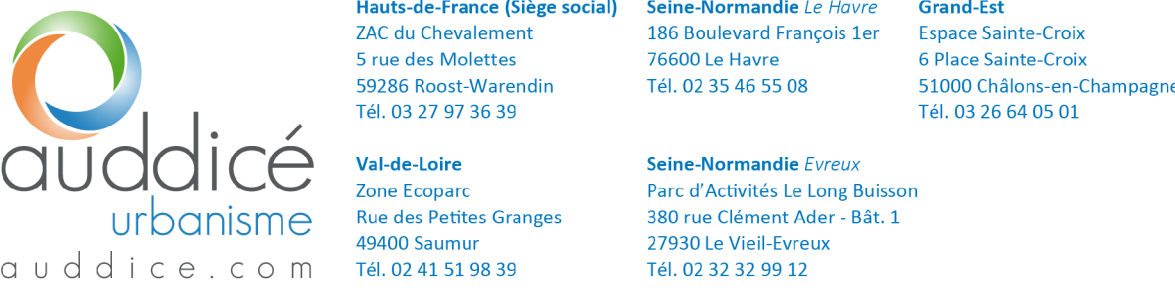 auddicé
urbanisme
auddice.com
Hauts-de-France (Siège social)
ZAC du Chevalement
5 rue des Molettes
59286 Roost-Warendin
Tél. 03 27 97 36 39
Seine-Normandie Le Havre
186 Boulevard François 1er
76600 Le Havre
Tél. 02 35 46 55 08
Grand-Est
Espace Sainte-Croix
6 Place Sainte-Croix
51000 Châlons-en-Champagne
Tél. 03 26 64 05 01
Val-de-Loire
Zone Ecoparc
Rue des Petites Granges
49400 Saumur
Tél. 02 41 51 98 39
Seine-Normandie Evreux
Parc d’Activités Le Long Buisson
380 rue Clément Ader - Bât. 1
27930 Le Vieil-Evreux
Tél. 02 32 32 99 12